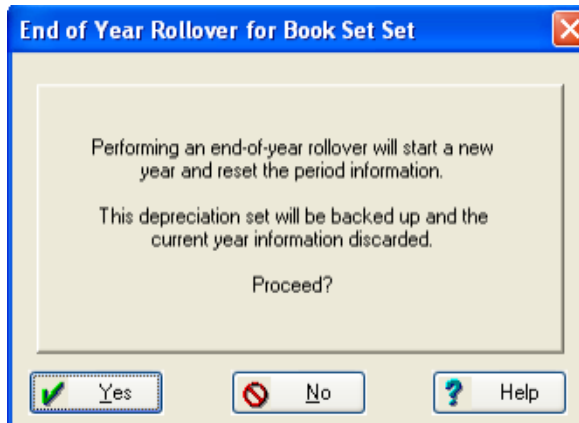 End of Year Rollover for Book Set Set
Performing an end-of-year rollover will start a new
year and reset the period information.
This depreciation set will be backed up and the
current year information discarded.
Proceed?
Yes
No
Help